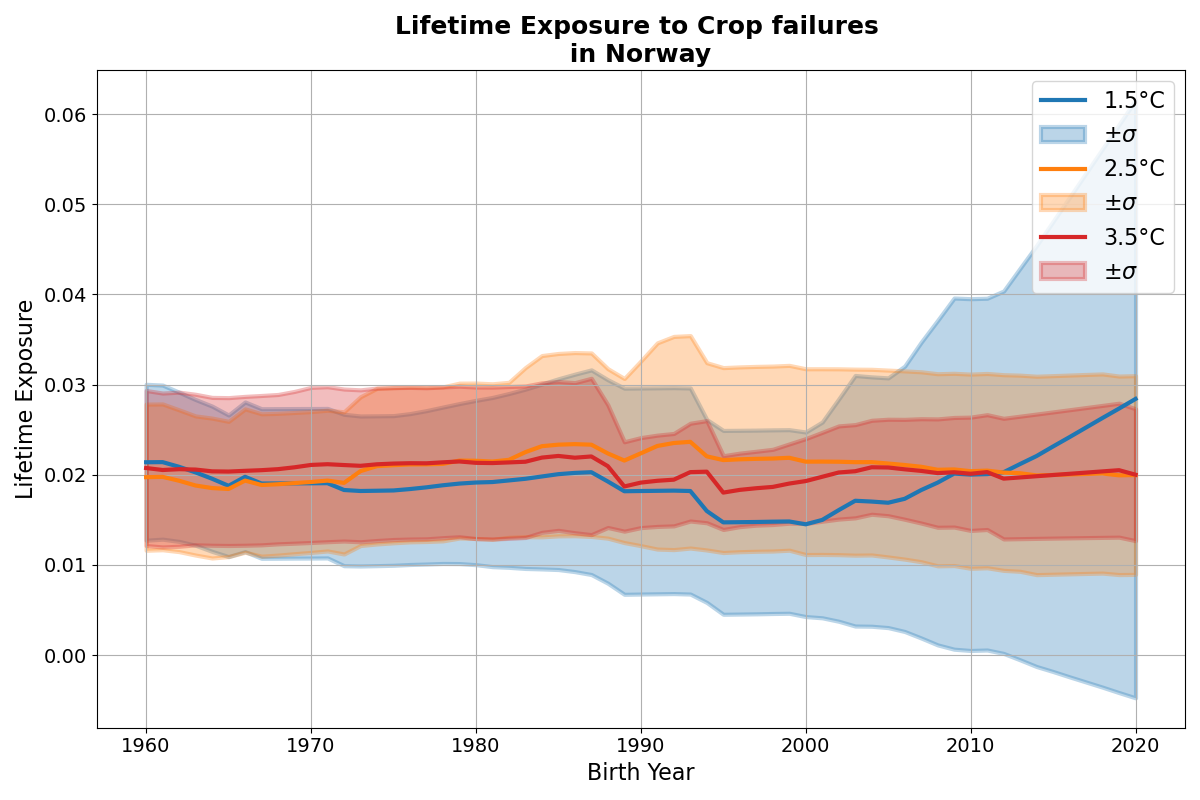 Lifetime Exposure to Crop failures
in Norway
1.5°C
±σ
2.5°C
±σ
3.5°C
±σ
Lifetime Exposure
0.06
0.05
0.04
0.03
0.02
0.01
0.00
1960 1970 1980 1990 2000 2010 2020
Birth Year